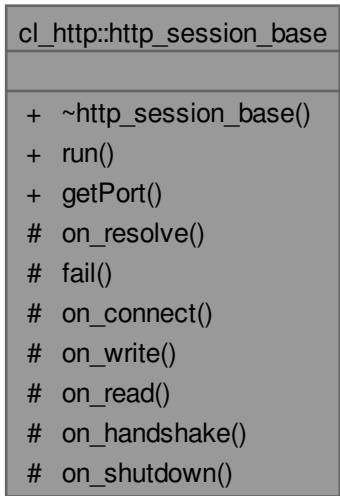 cl_http::http_session_base
+ ~http_session_base()
+ run()
+ getPort()
# on_resolve()
# fail()
# on_connect()
# on_write()
# on_read()
# on_handshake()
# on_shutdown()